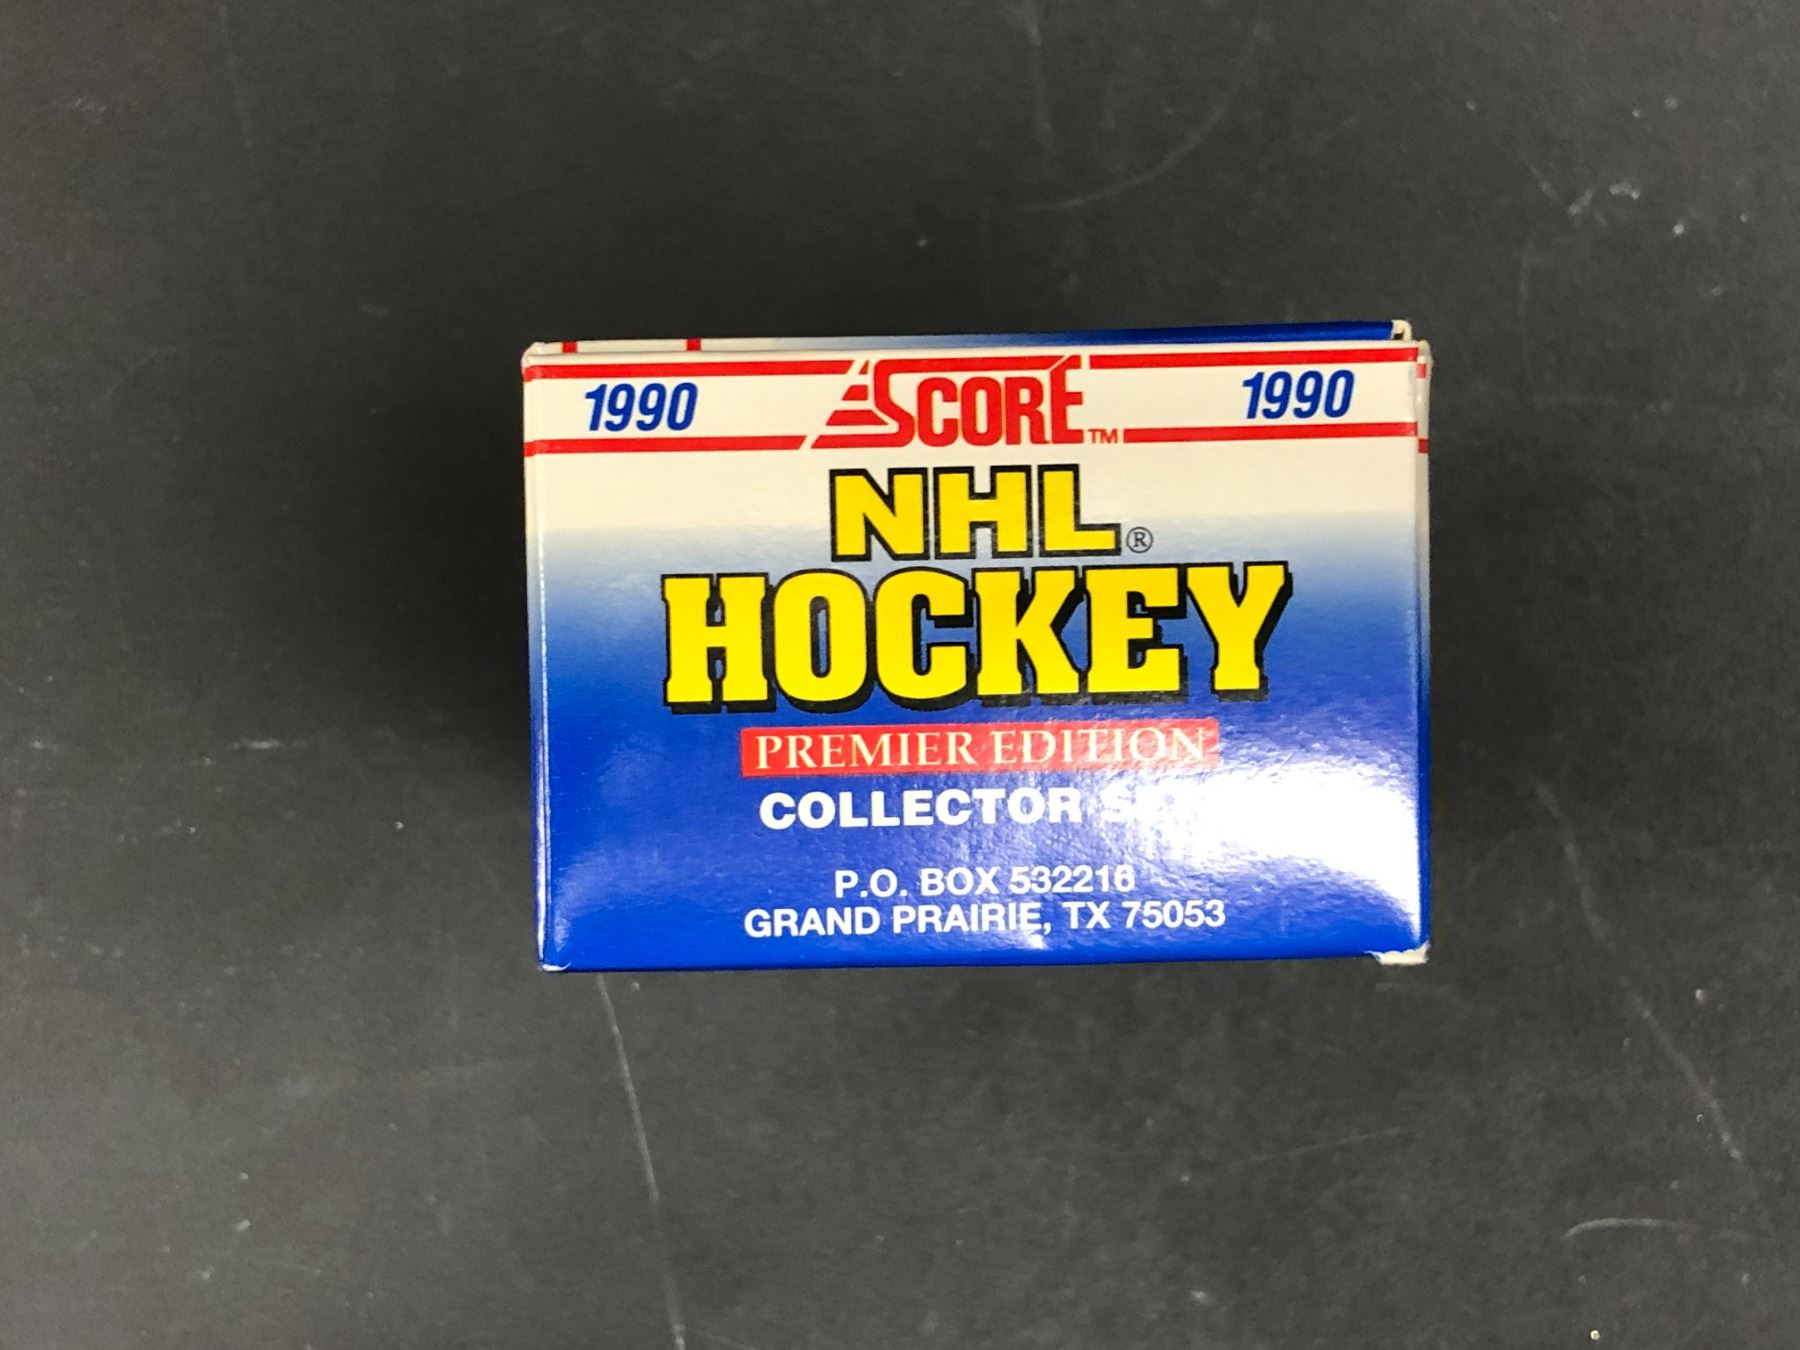 1990 SCORE™ 1990
NHL®
HOCKEY
PREMIER EDITION
COLLECTOR
P.O. BOX 532216
GRAND PRAIRIE, TX 75053